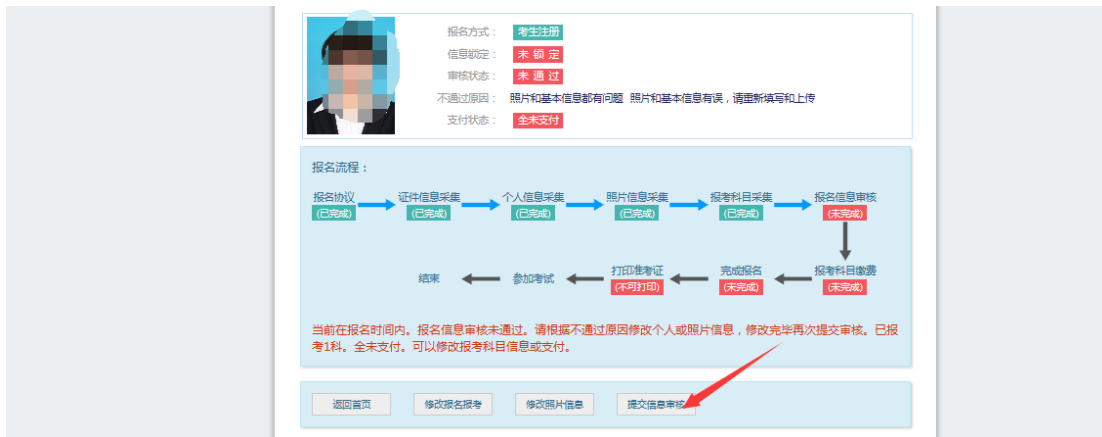 报名方式： 考生注册
信息锁定： 未 锁 定
审核状态： 未 通 过
不通过原因： 照片和基本信息都有问题 照片和基本信息有误，请重新填写和上传
支付状态： 全未支付
报名流程：
报名协议 证件信息采集 个人信息采集 照片信息采集 报考科目采集 报名信息审核
(已完成) (已完成) (已完成) (已完成) (已完成) (未完成)
结束 参加考试 打印准考证 完成报名 报考科目缴费
(不可打印) (未完成) (未完成)
当前在报名时间内。报名信息审核未通过。请根据不通过原因修改个人或照片信息，修改完毕再次提交审核。已报
考1科。全未支付。可以修改报考科目信息或支付。
返回首页 修改报名报考 修改照片信息 提交信息审核